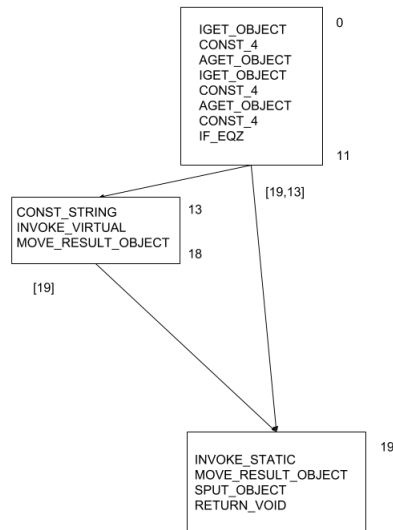 0
IGET_OBJECT
CONST_4
AGET_OBJECT
IGET_OBJECT
CONST_4
AGET_OBJECT
CONST_4
IF_EQZ
11
[19,13]
CONST_STRING
INVOKE_VIRTUAL
MOVE_RESULT_OBJECT
13
18
[19]
19
INVOKE_STATIC
MOVE_RESULT_OBJECT
SPUT_OBJECT
RETURN_VOID